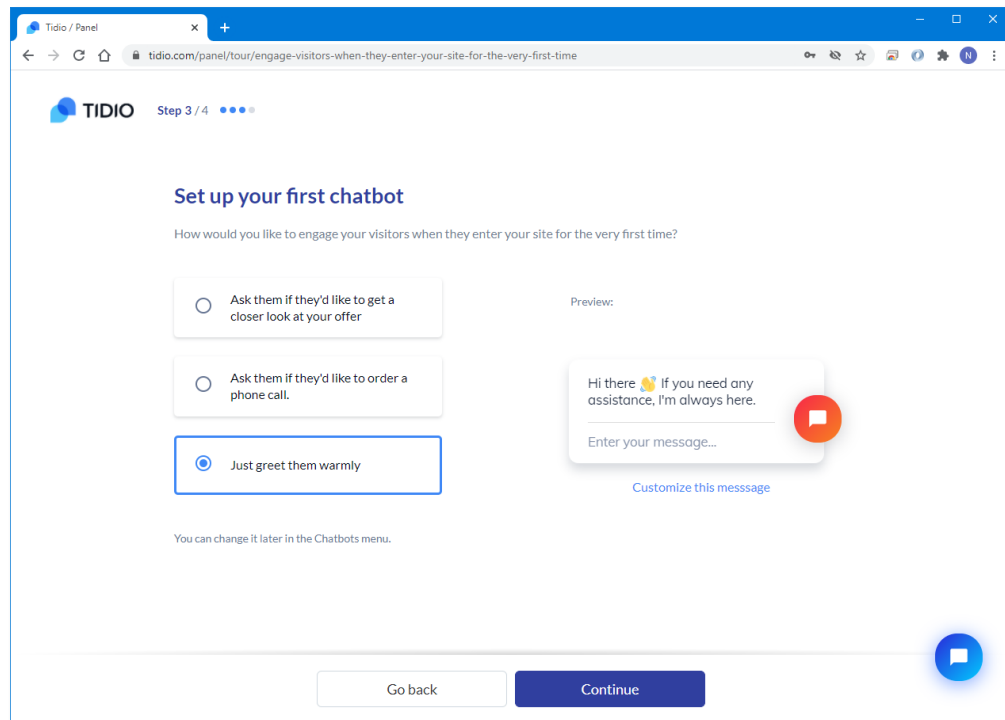 Tidio / Panel
tidio.com/panel/tour/engage-visitors-when-they-enter-your-site-for-the-very-first-time
N
TIDIO
Step 3 / 4
Set up your first chatbot
How would you like to engage your visitors when they enter your site for the very first time?
Ask them if they'd like to get a
closer look at your offer
Ask them if they'd like to order a
phone call.
Just greet them warmly
You can change it later in the Chatbots menu.
Preview:
Hi there 👋 If you need any
assistance, I'm always here.
Enter your message...
Customize this messsage
Go back
Continue